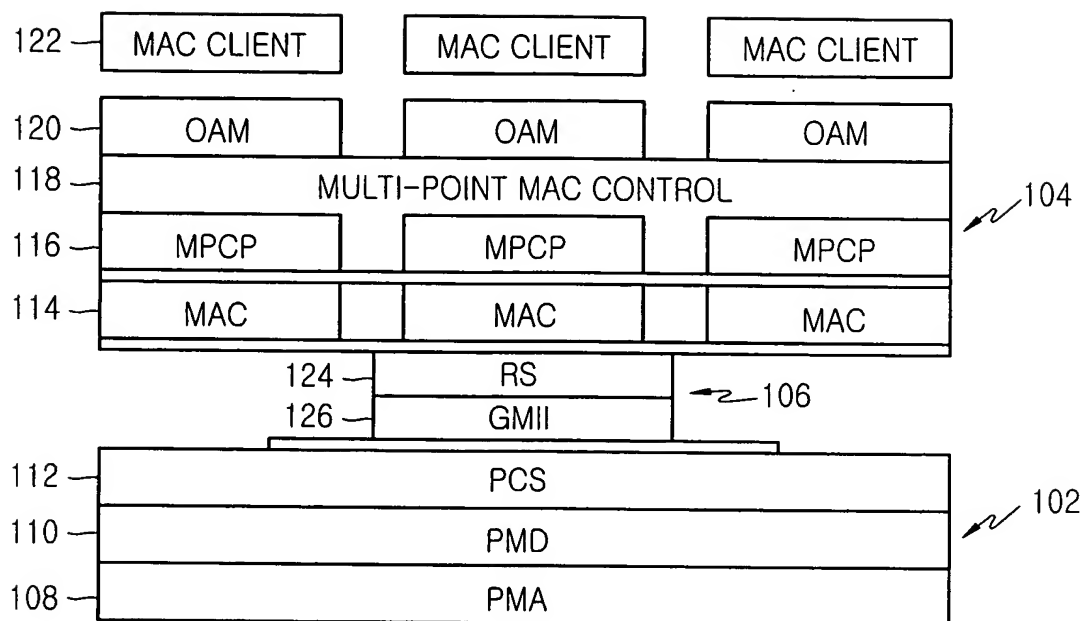 122 MAC CLIENT MAC CLIENT MAC CLIENT
120 OAM OAM OAM
118 MULTI-POINT MAC CONTROL
104
116 MPCP MPCP MPCP
114 MAC MAC MAC
124 RS
106
126 GMII
112 PCS
102
110 PMD
108 PMA